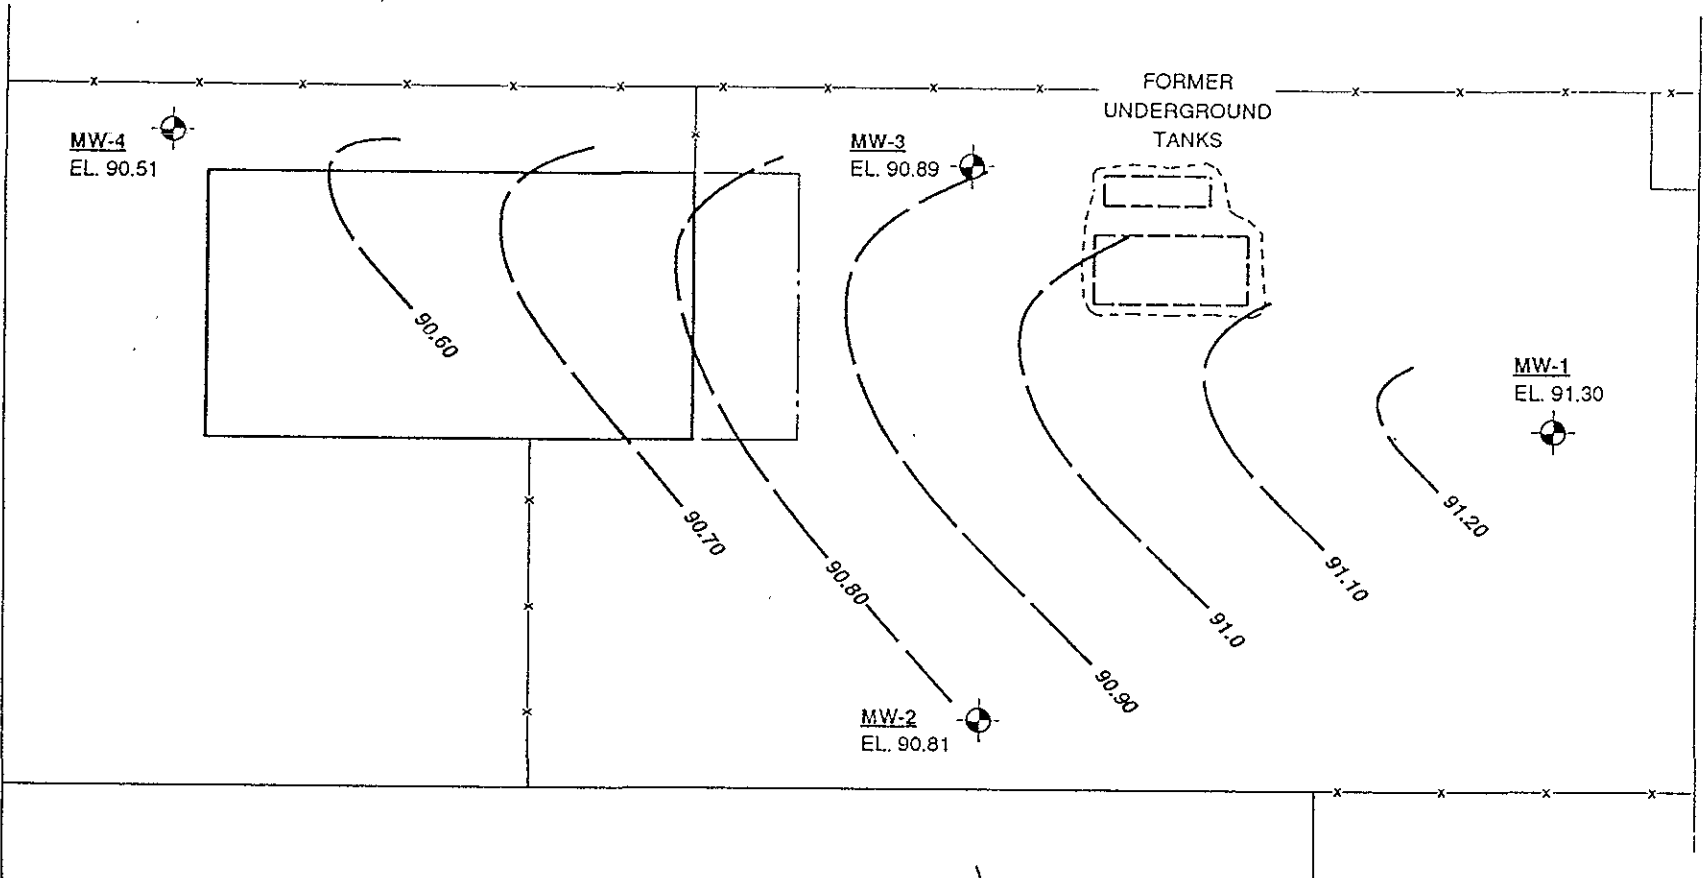 FORMER
UNDERGROUND
TANKS
MW-4
EL. 90.51
MW-3
EL. 90.89
MW-1
EL. 91.30
90.60
90.70
90.80
90.90
91.0
91.10
91.20
MW-2
EL. 90.81